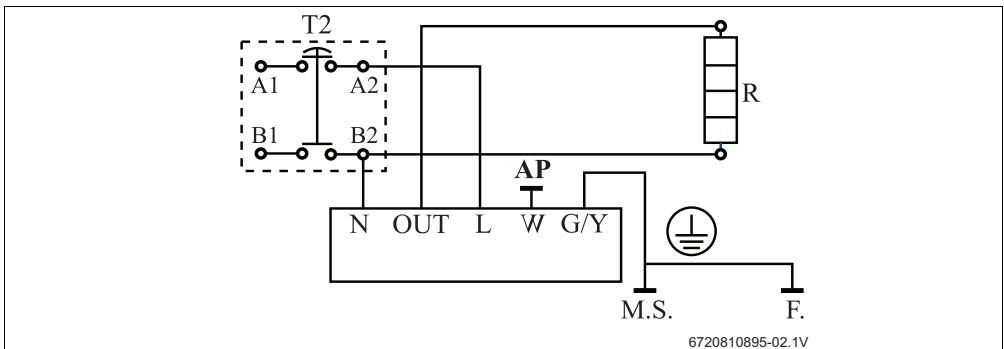 T2
A1 A2
R
B1 B2
AP
N OUT L W G/Y
M.S. F.
6720810895-02.1V